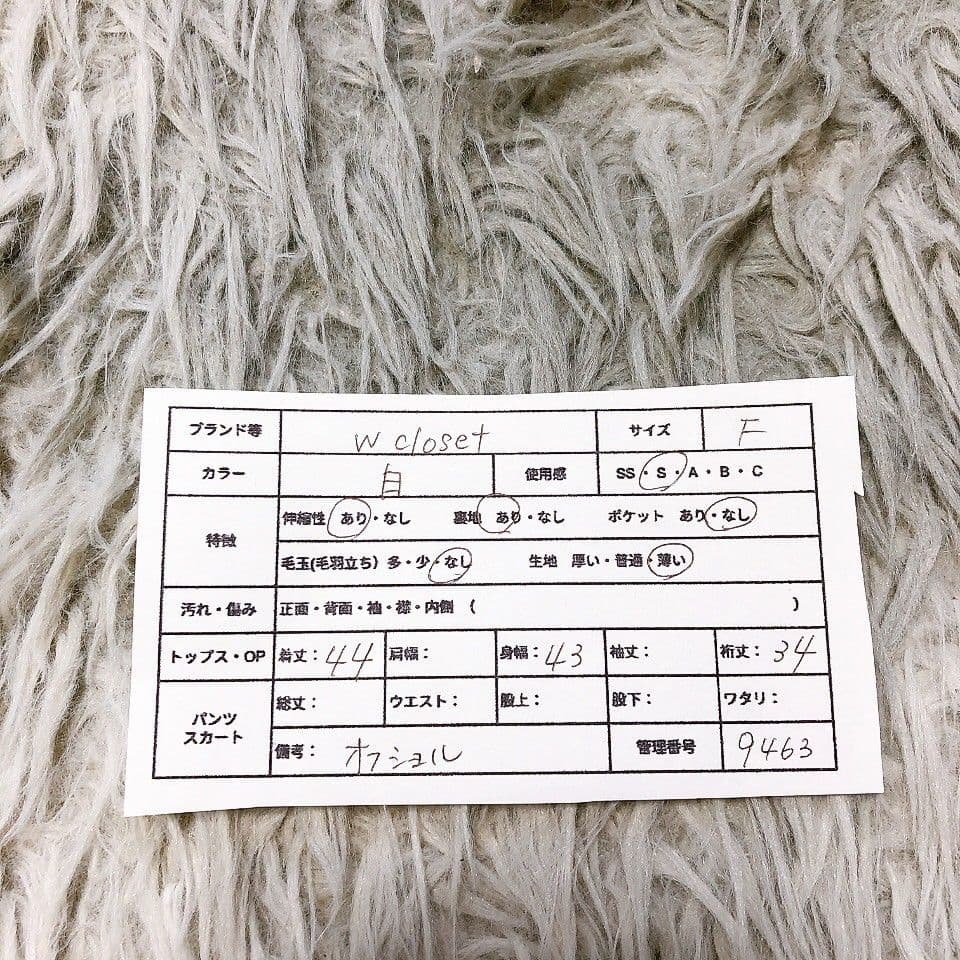 ブランド等 w closet サイズ F
カラー 白 使用感 SS・S・A・B・C
特徴 伸縮性 あり・なし 裏地 あり・なし ポケット あり・なし
毛玉(毛羽立ち) 多・少・なし 生地 厚い・普通・薄い
汚れ・傷み 正面・背面・袖・襟・内側 ( )
トップス・OP 着丈: 44 肩幅: 身幅: 43 袖丈: 裄丈: 34
パンツ スカート 総丈: ウエスト: 股上: 股下: ワタリ:
備考: オフショル 管理番号 9463